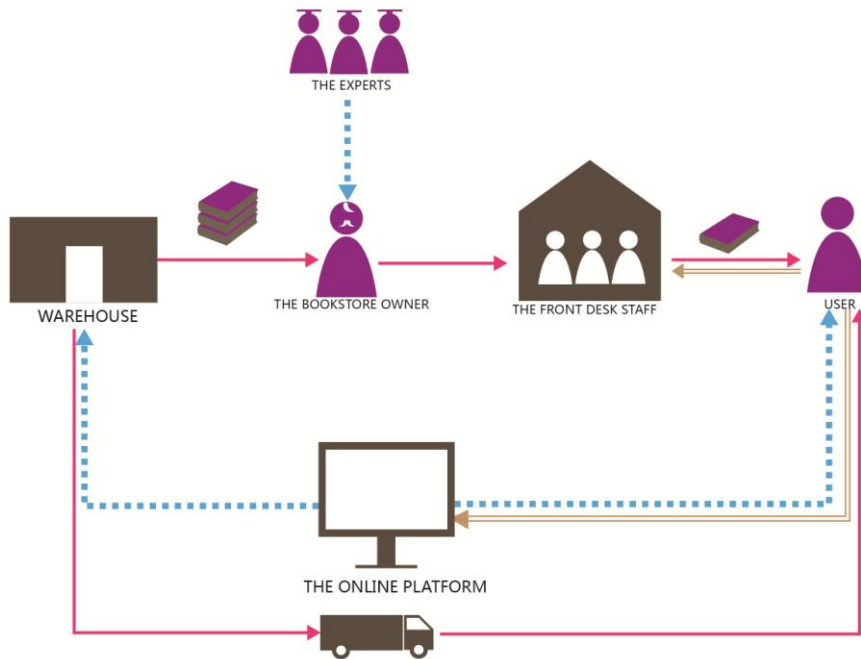 THE EXPERTS
THE BOOKSTORE OWNER
THE FRONT DESK STAFF
USER
WAREHOUSE
THE ONLINE PLATFORM